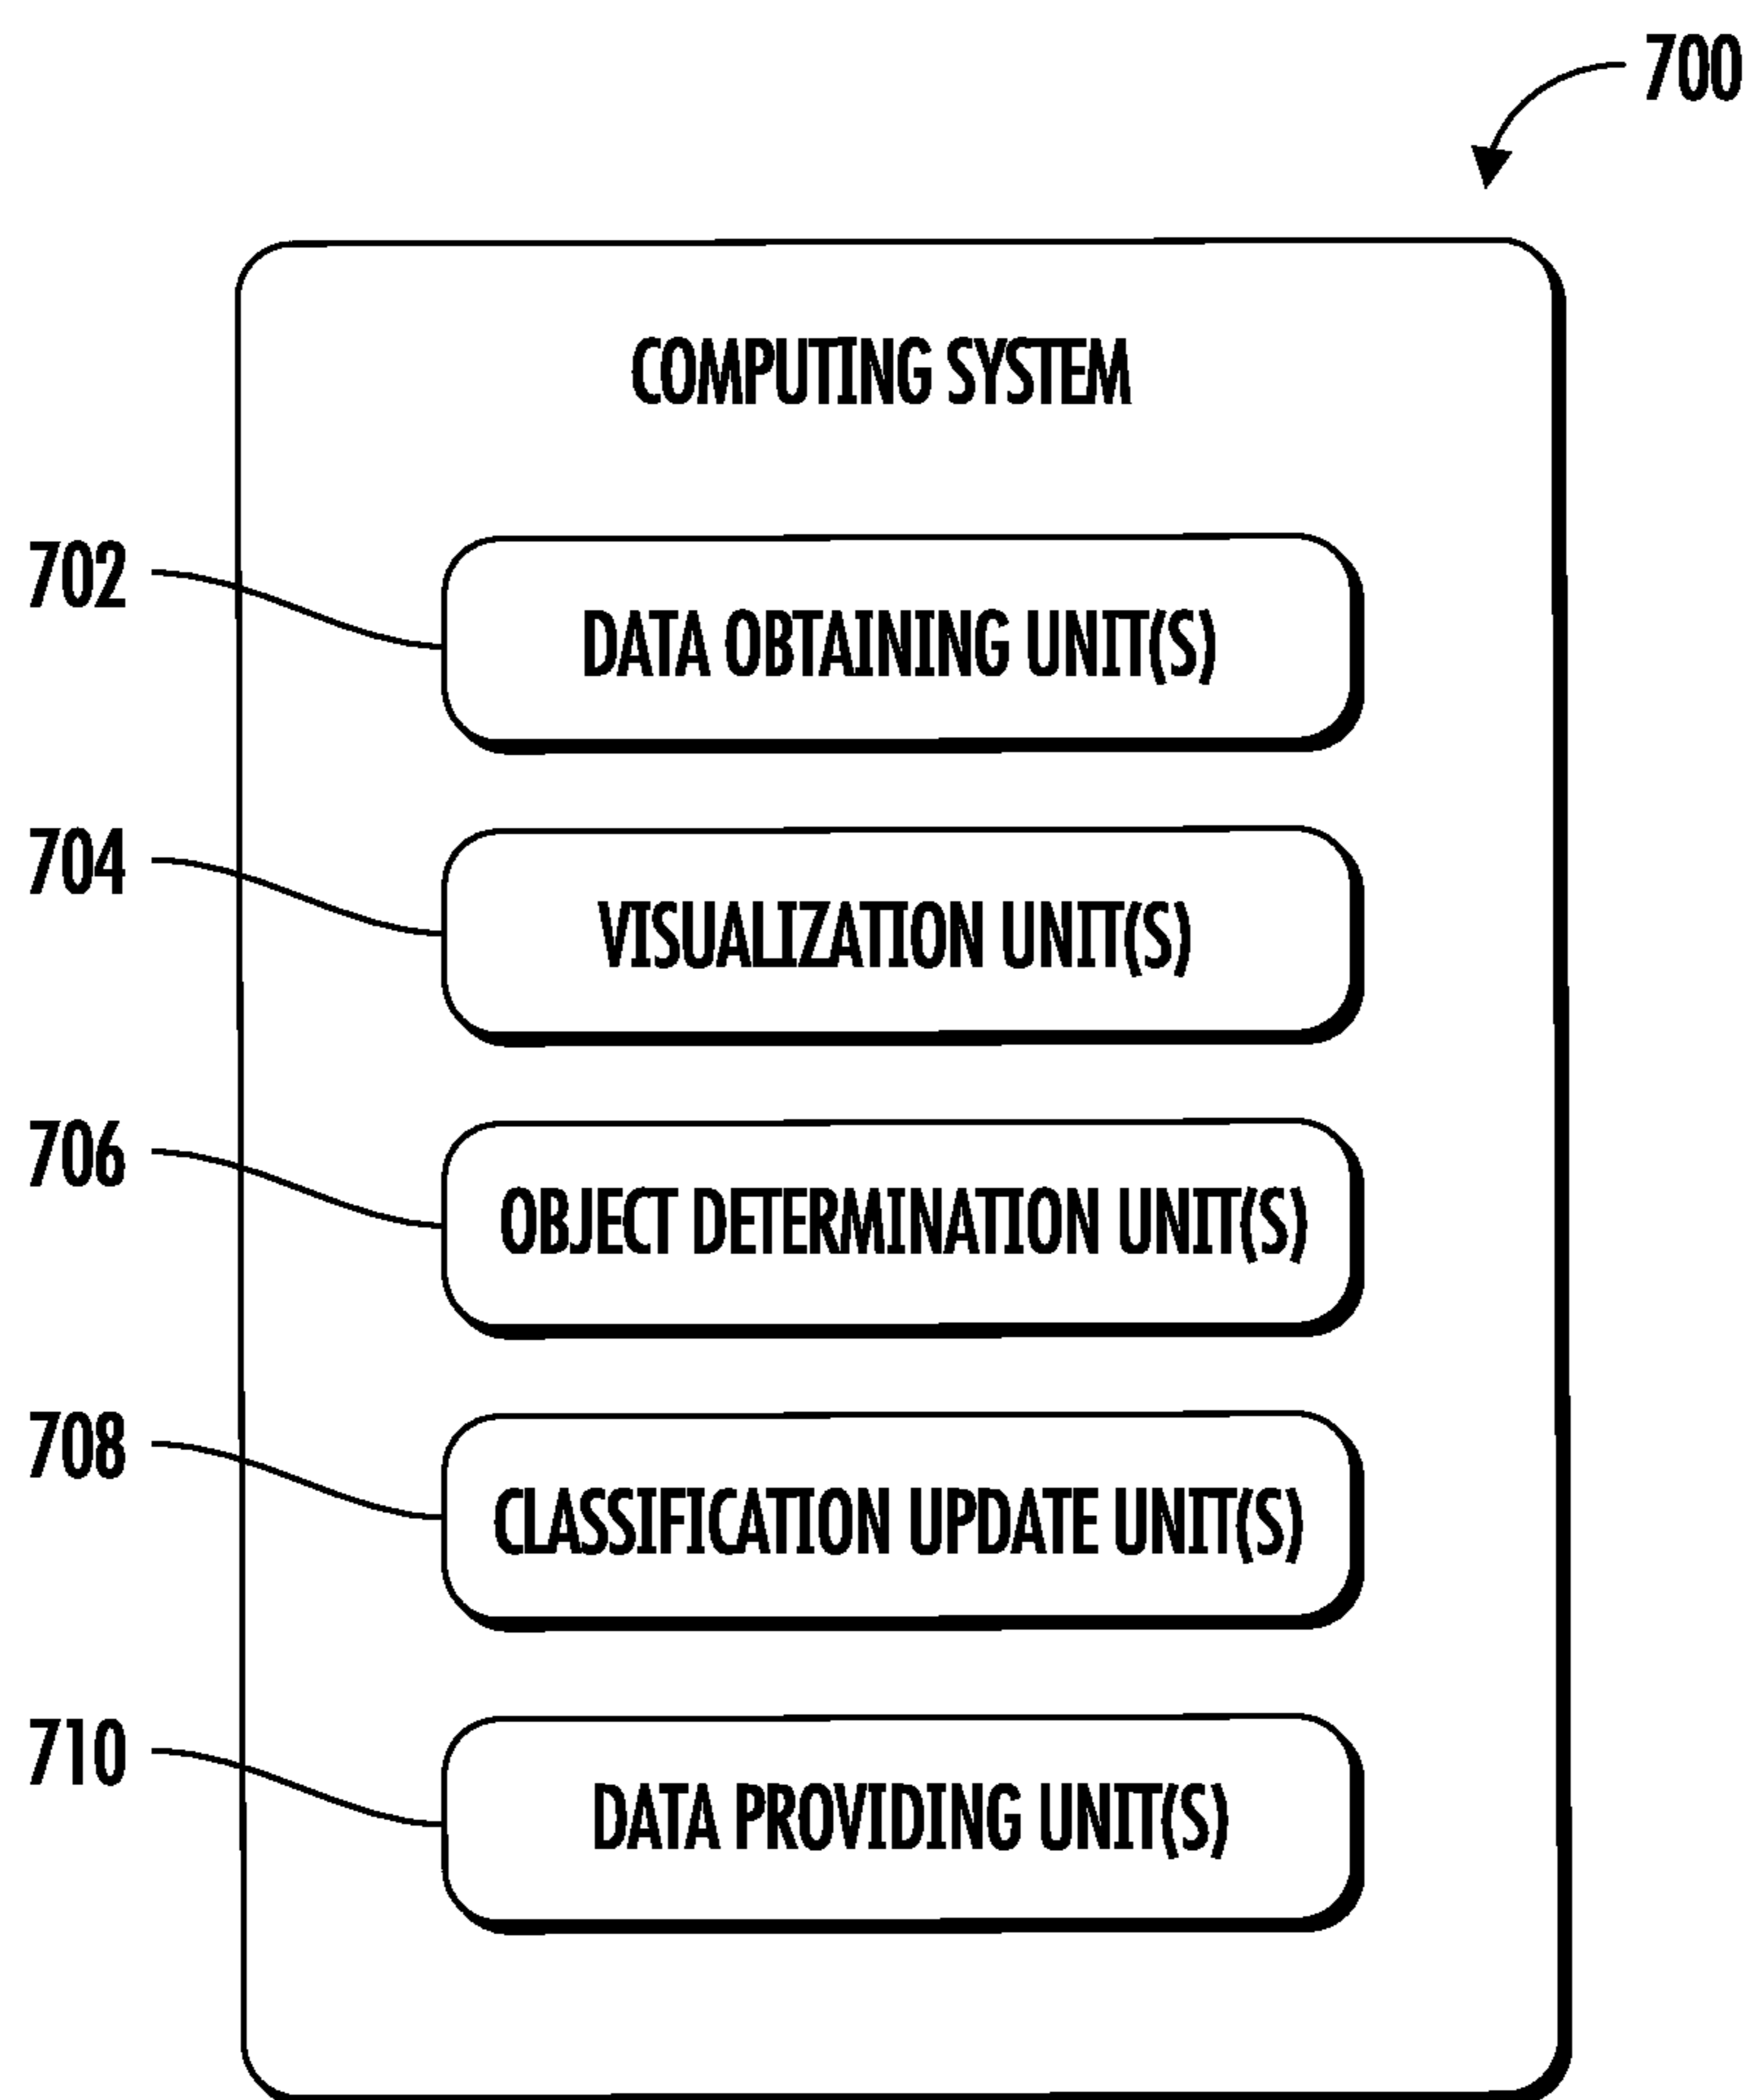 700
COMPUTING SYSTEM
702
DATA OBTAINING UNIT(S)
704
VISUALIZATION UNIT(S)
706
OBJECT DETERMINATION UNIT(S)
708
CLASSIFICATION UPDATE UNIT(S)
710
DATA PROVIDING UNIT(S)